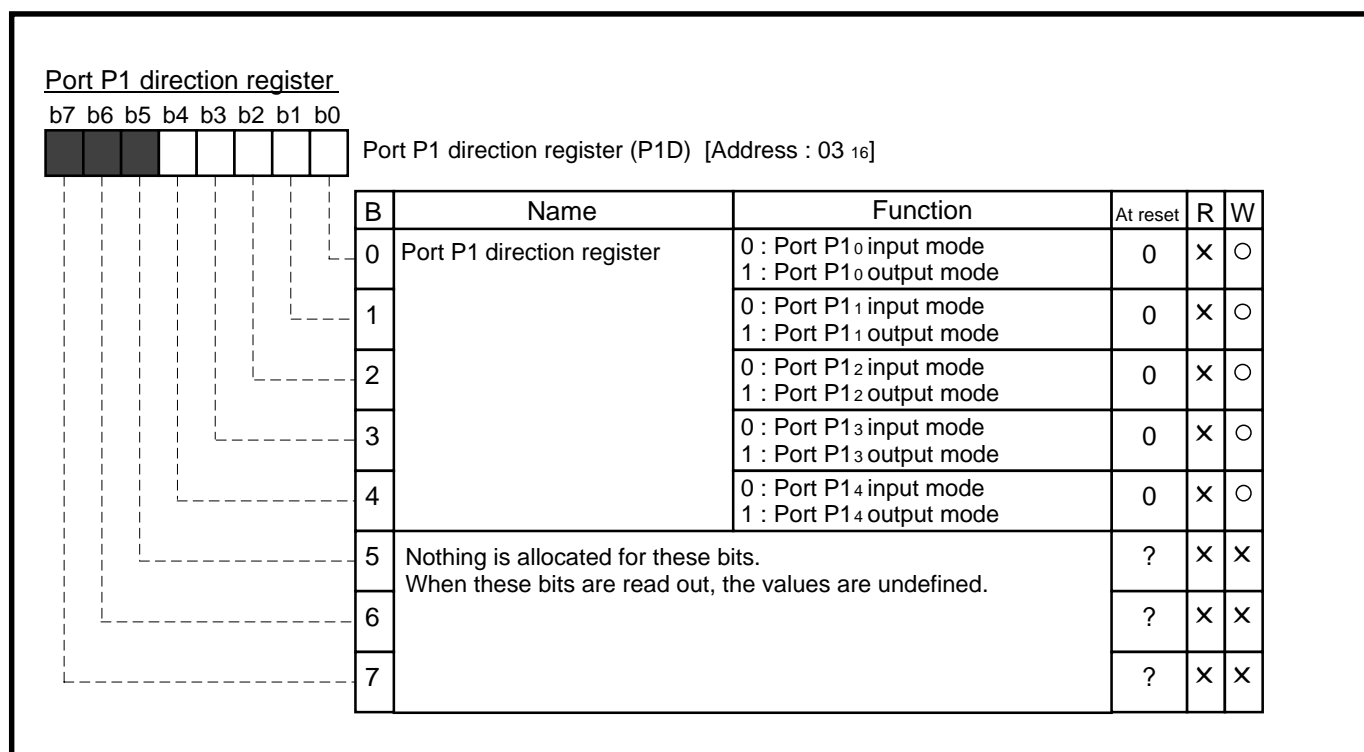 Port P1 direction register
b7 b6 b5 b4 b3 b2 b1 b0
Port P1 direction register (P1D) [Address : 03 16]
B Name Function At reset R W
0 Port P1 direction register 0 : Port P10 input mode 0 × ○
1 : Port P10 output mode
1 0 : Port P11 input mode 0 × ○
1 : Port P11 output mode
2 0 : Port P12 input mode 0 × ○
1 : Port P12 output mode
3 0 : Port P13 input mode 0 × ○
1 : Port P13 output mode
4 0 : Port P14 input mode 0 × ○
1 : Port P14 output mode
5 Nothing is allocated for these bits. ? × ×
When these bits are read out, the values are undefined.
6 ? × ×
7 ? × ×